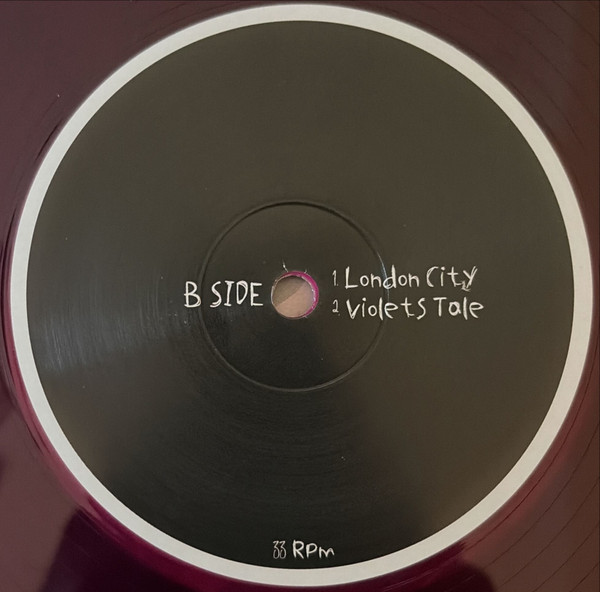 B SIDE
1. London City
2 Violets Tale
33 RPm